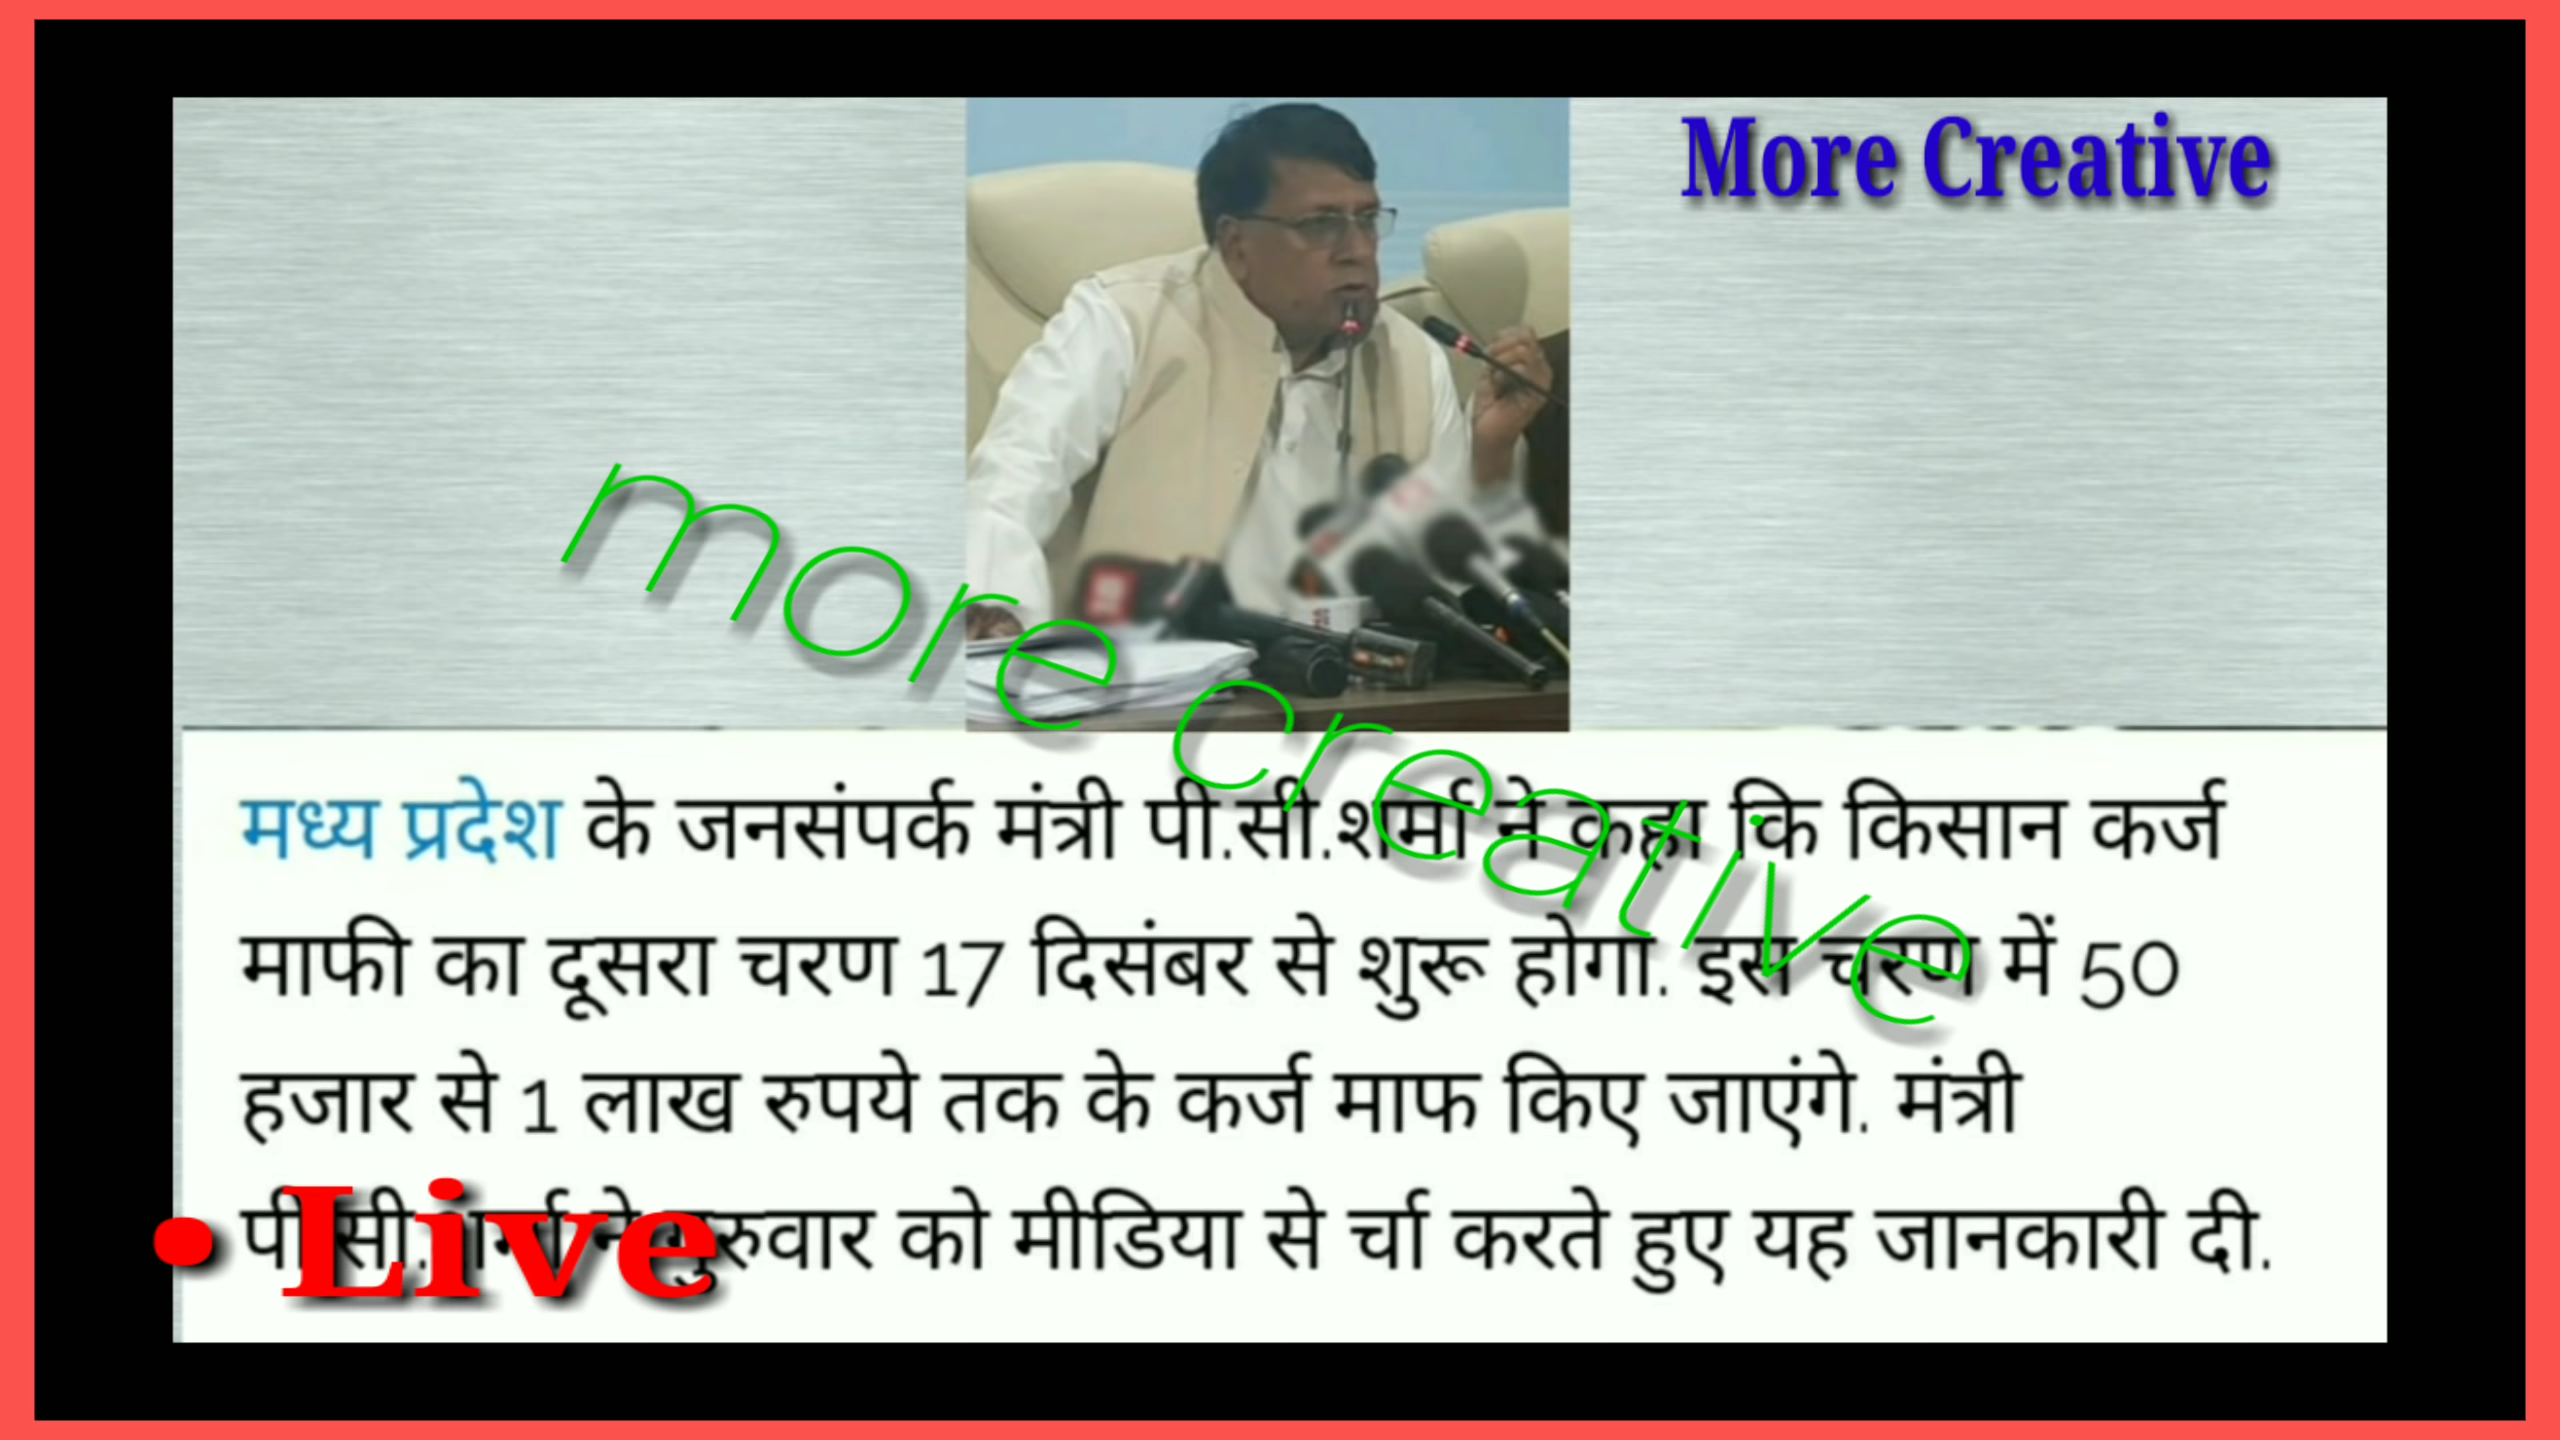 More Creative
more creative
मध्य प्रदेश के जनसंपर्क मंत्री पी.सी.शर्मा ने कहा कि किसान कर्ज
माफी का दूसरा चरण 17 दिसंबर से शुरू होगा. इस चरण में 50
हजार से 1 लाख रुपये तक के कर्ज माफ किए जाएंगे. मंत्री
पी.सी.शर्मा ने गुरुवार को मीडिया से र्चा करते हुए यह जानकारी दी.
• Live